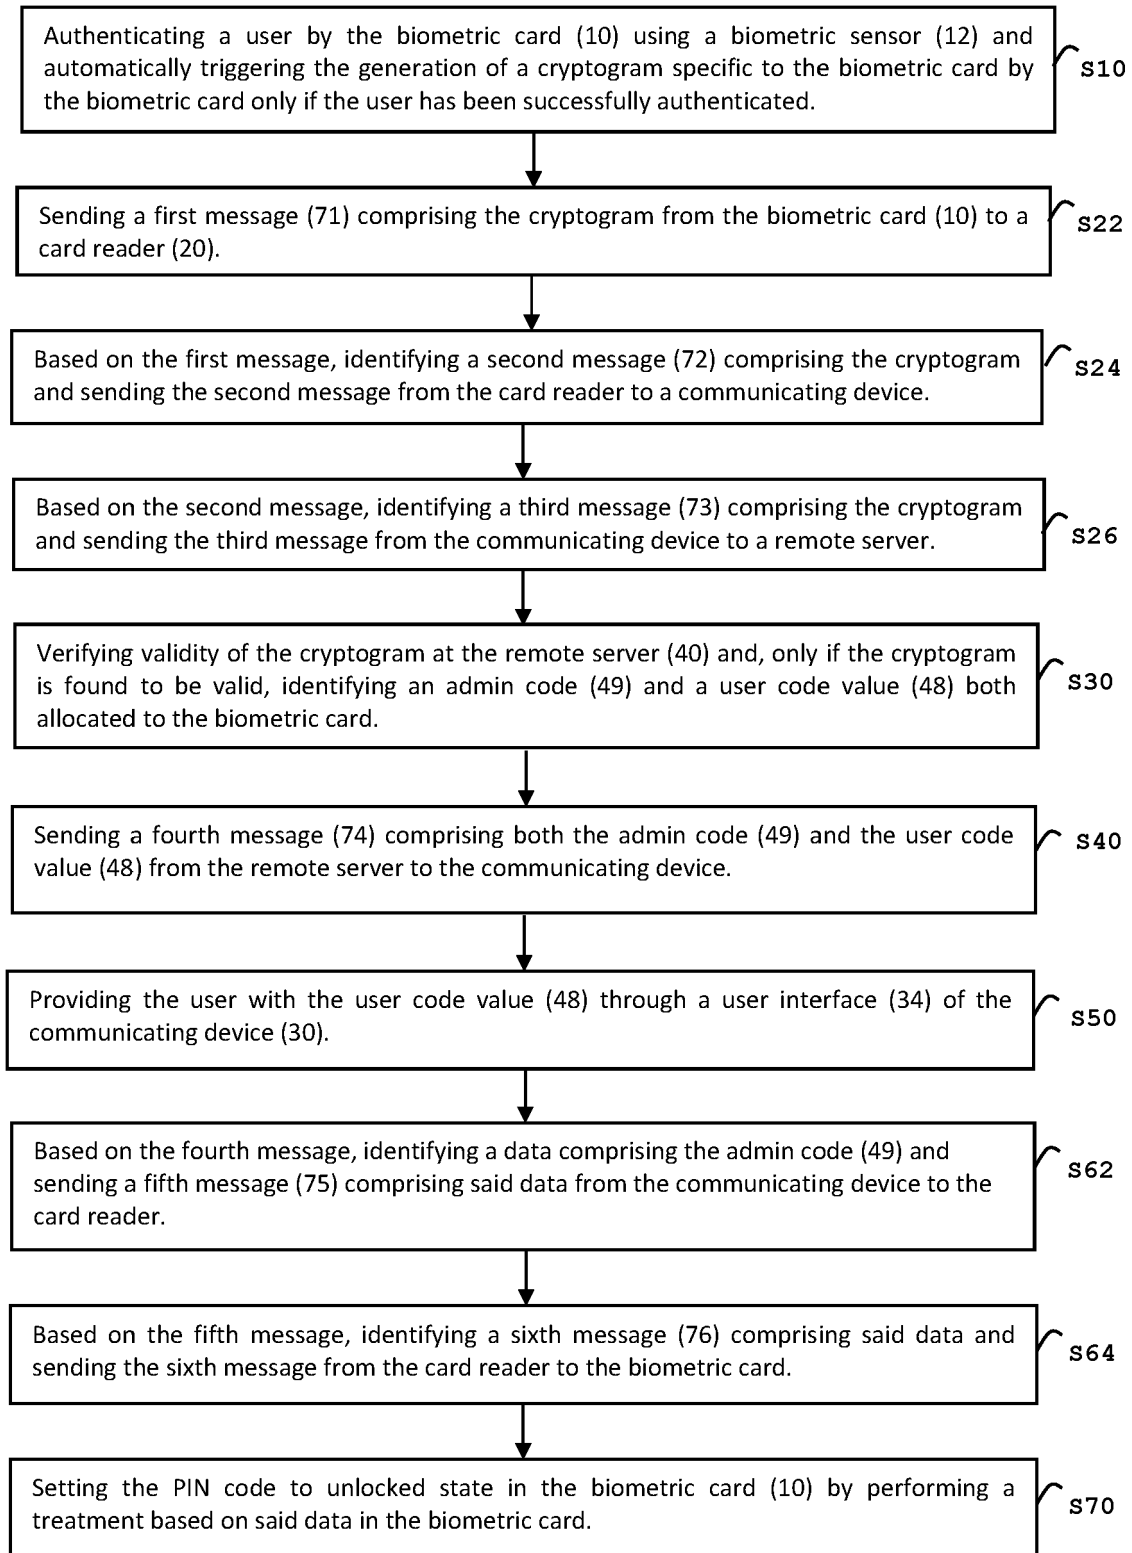 Authenticating a user by the biometric card (10) using a biometric sensor (12) and
automatically triggering the generation of a cryptogram specific to the biometric card by
the biometric card only if the user has been successfully authenticated.
S10
Sending a first message (71) comprising the cryptogram from the biometric card (10) to a
card reader (20).
S22
Based on the first message, identifying a second message (72) comprising the cryptogram
and sending the second message from the card reader to a communicating device.
S24
Based on the second message, identifying a third message (73) comprising the cryptogram
and sending the third message from the communicating device to a remote server.
S26
Verifying validity of the cryptogram at the remote server (40) and, only if the cryptogram
is found to be valid, identifying an admin code (49) and a user code value (48) both
allocated to the biometric card.
S30
Sending a fourth message (74) comprising both the admin code (49) and the user code
value (48) from the remote server to the communicating device.
S40
Providing the user with the user code value (48) through a user interface (34) of the
communicating device (30).
S50
Based on the fourth message, identifying a data comprising the admin code (49) and
sending a fifth message (75) comprising said data from the communicating device to the
card reader.
S62
Based on the fifth message, identifying a sixth message (76) comprising said data and
sending the sixth message from the card reader to the biometric card.
S64
Setting the PIN code to unlocked state in the biometric card (10) by performing a
treatment based on said data in the biometric card.
S70